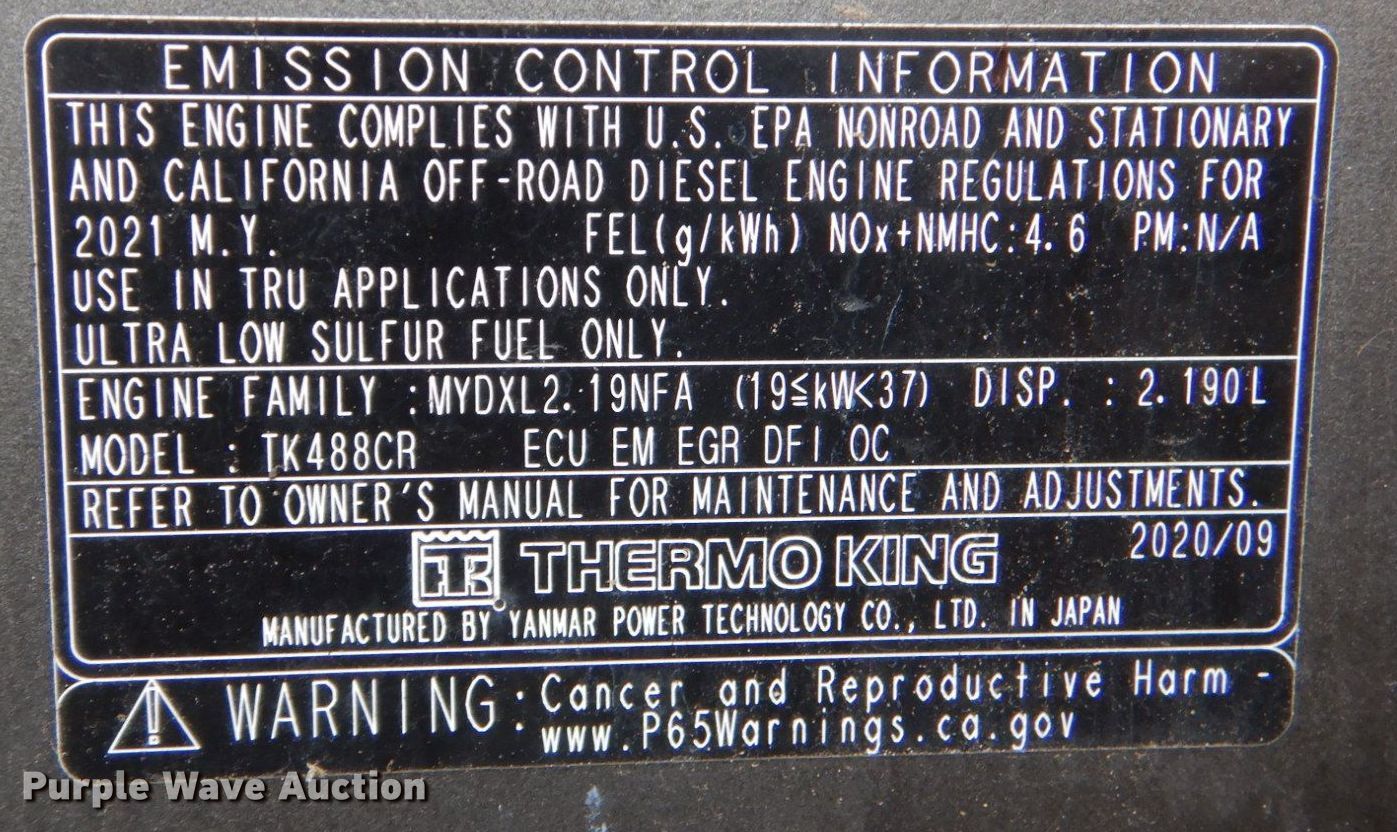 EMISSION CONTROL INFORMATION
THIS ENGINE COMPLIES WITH U.S. EPA NONROAD AND STATIONARY
AND CALIFORNIA OFF-ROAD DIESEL ENGINE REGULATIONS FOR
2021 M.Y. FEL(g/kWh) NOx+NMHC:4.6 PM:N/A
USE IN TRU APPLICATIONS ONLY.
ULTRA LOW SULFUR FUEL ONLY.
ENGINE FAMILY :MYDXL2.19NFA (19≦kW<37) DISP. : 2.190L
MODEL : TK488CR ECU EM EGR DFI OC
REFER TO OWNER'S MANUAL FOR MAINTENANCE AND ADJUSTMENTS.
2020/09
TK THERMO KING
MANUFACTURED BY YANMAR POWER TECHNOLOGY CO., LTD. IN JAPAN
! WARNING: Cancer and Reproductive Harm -
www.P65Warnings.ca.gov
Purple Wave Auction